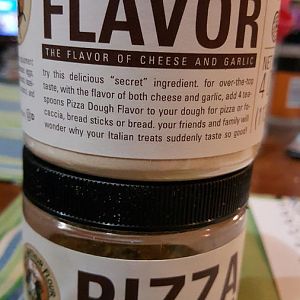 FLAVOR
THE FLAVOR OF CHEESE AND GARLIC
try this delicious "secret" ingredient. for over-the-top
taste, with the flavor of both cheese and garlic, add 4 tea-
spoons Pizza Dough Flavor to your dough for pizza or fo-
caccia, bread sticks or bread. your friends and family will
wonder why your Italian treats suddenly taste so good!
NET
4
PIZZA